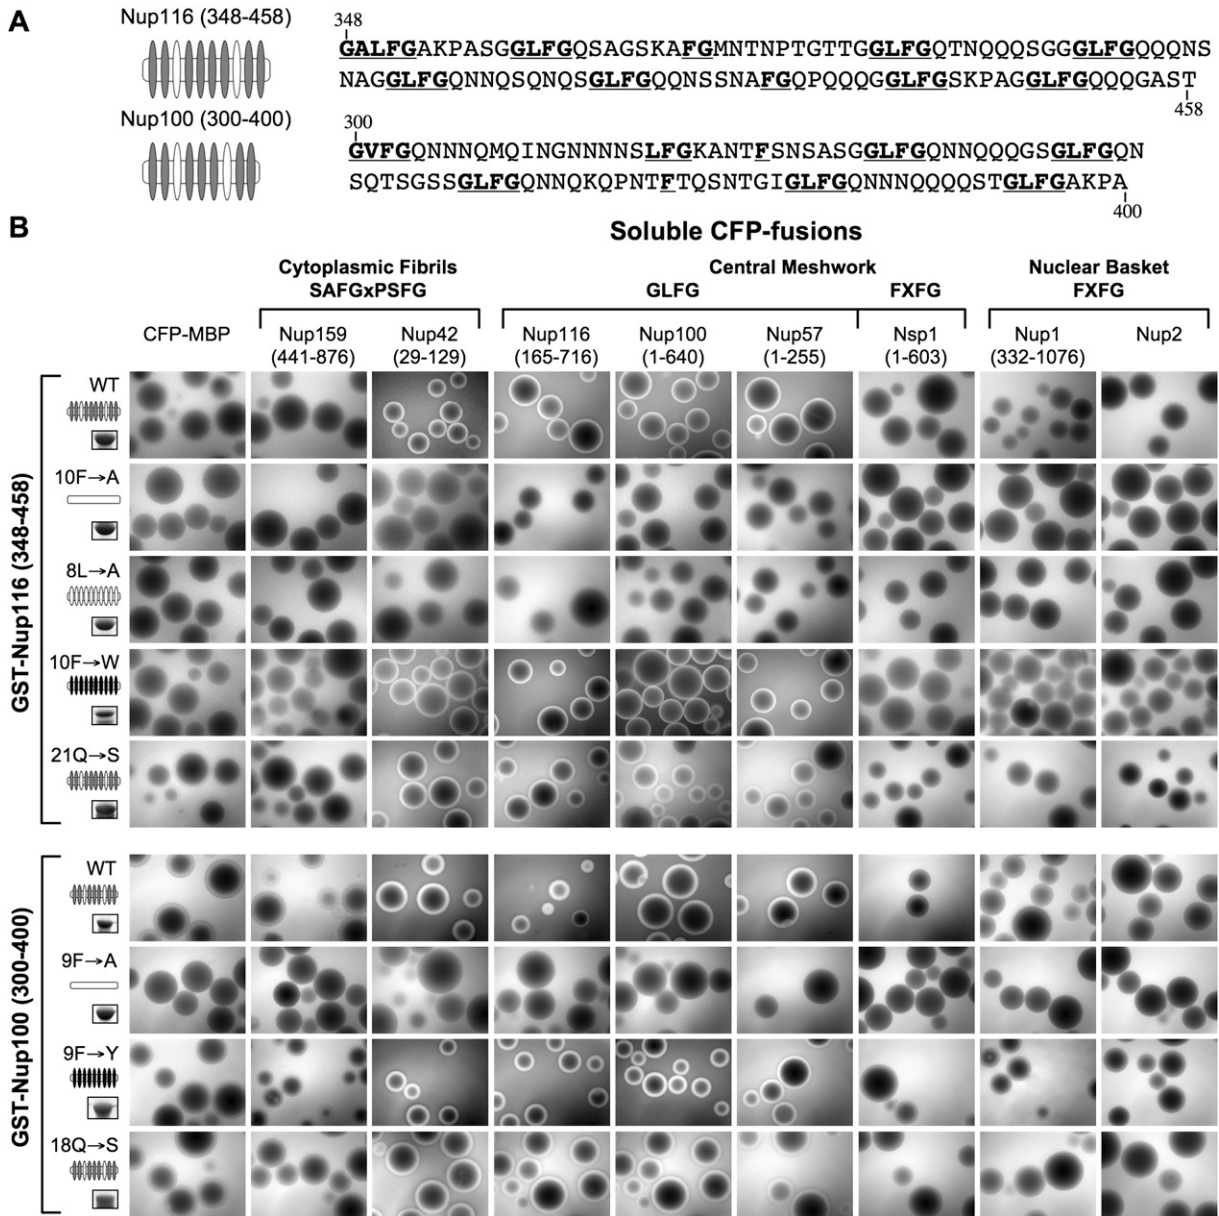 A
Nup116 (348-458)
348
GALFGAKPASGGLFGQSAGSKAFGMNTNPTGTTGGLFGQTNQQQSGGGLFGQQQNS
NAGGLFGQNNQSQNQSGLFGQQNSSNAFGQPQQQGGLFGSKPAGGLFGQQQGAST
458
Nup100 (300-400)
300
GVFGQNNNQMQINGNNNNSLFGKANTFSNSASGGLFGQNNQQQGSGLFGQN
SQTSGSSGLFGQNNQKQPNTFTQSNTGIGLFGQNNNQQQQSTGLFGAKPA
400
B
Soluble CFP-fusions
Cytoplasmic Fibrils
SAFGxPSFG
Central Meshwork
GLFG
FXFG
Nuclear Basket
FXFG
CFP-MBP
Nup159
(441-876)
Nup42
(29-129)
Nup116
(165-716)
Nup100
(1-640)
Nup57
(1-255)
Nsp1
(1-603)
Nup1
(332-1076)
Nup2
GST-Nup116 (348-458)
WT
10F→A
8L→A
10F→W
21Q→S
GST-Nup100 (300-400)
WT
9F→A
9F→Y
18Q→S